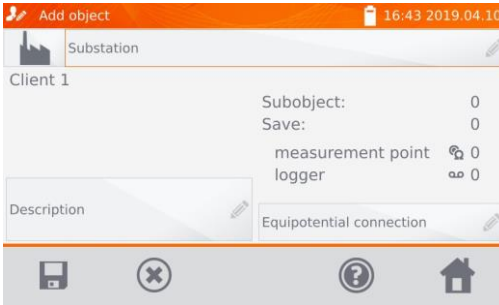 Add object 16:43 2019.04.10
Substation
Client 1
Subobject: 0
Save: 0
measurement point 0
logger 0
Description
Equipotential connection